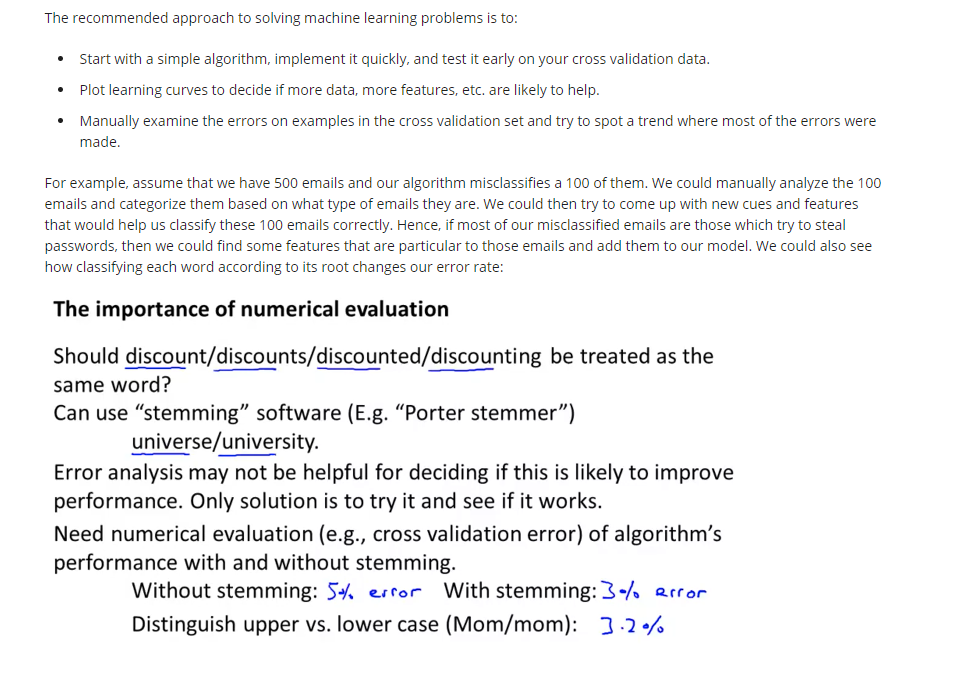 The recommended approach to solving machine learning problems is to:
• Start with a simple algorithm, implement it quickly, and test it early on your cross validation data.
• Plot learning curves to decide if more data, more features, etc. are likely to help.
• Manually examine the errors on examples in the cross validation set and try to spot a trend where most of the errors were
made.
For example, assume that we have 500 emails and our algorithm misclassifies a 100 of them. We could manually analyze the 100
emails and categorize them based on what type of emails they are. We could then try to come up with new cues and features
that would help us classify these 100 emails correctly. Hence, if most of our misclassified emails are those which try to steal
passwords, then we could find some features that are particular to those emails and add them to our model. We could also see
how classifying each word according to its root changes our error rate:
The importance of numerical evaluation
Should discount/discounts/discounted/discounting be treated as the
same word?
Can use “stemming” software (E.g. “Porter stemmer”)
universe/university.
Error analysis may not be helpful for deciding if this is likely to improve
performance. Only solution is to try it and see if it works.
Need numerical evaluation (e.g., cross validation error) of algorithm’s
performance with and without stemming.
Without stemming: 5% error With stemming: 3% error
Distinguish upper vs. lower case (Mom/mom): 3.2%